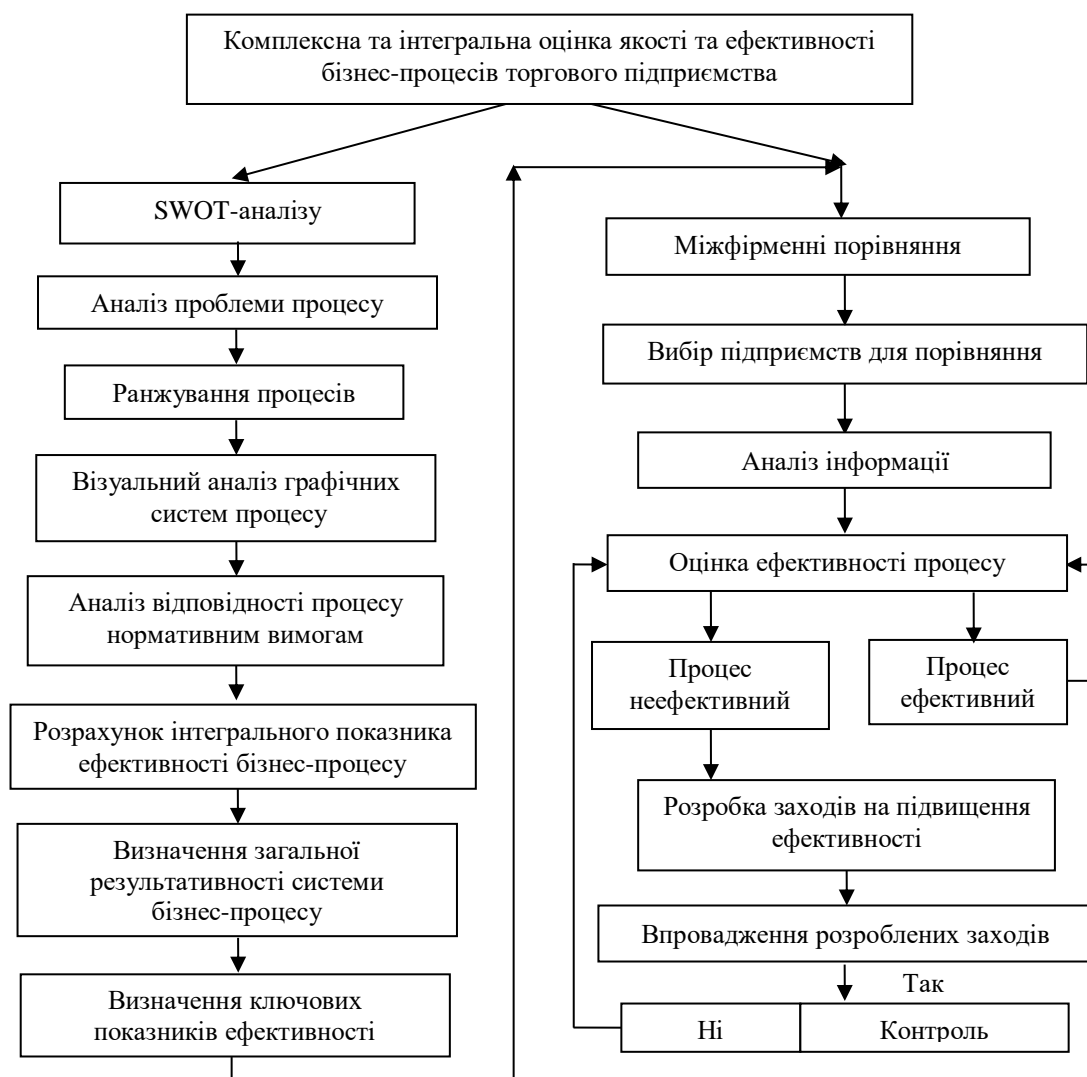 Комплексна та інтегральна оцінка якості та ефективності
бізнес-процесів торгового підприємства
SWOT-аналізу
Аналіз проблеми процесу
Ранжування процесів
Візуальний аналіз графічних
систем процесу
Аналіз відповідності процесу
нормативним вимогам
Розрахунок інтегрального показника
ефективності бізнес-процесу
Визначення загальної
результативності системи
бізнес-процесу
Визначення ключових
показників ефективності
Міжфірменні порівняння
Вибір підприємств для порівняння
Аналіз інформації
Оцінка ефективності процесу
Процес
неефективний
Процес
ефективний
Розробка заходів на підвищення
ефективності
Впровадження розроблених заходів
Так
Ні
Контроль